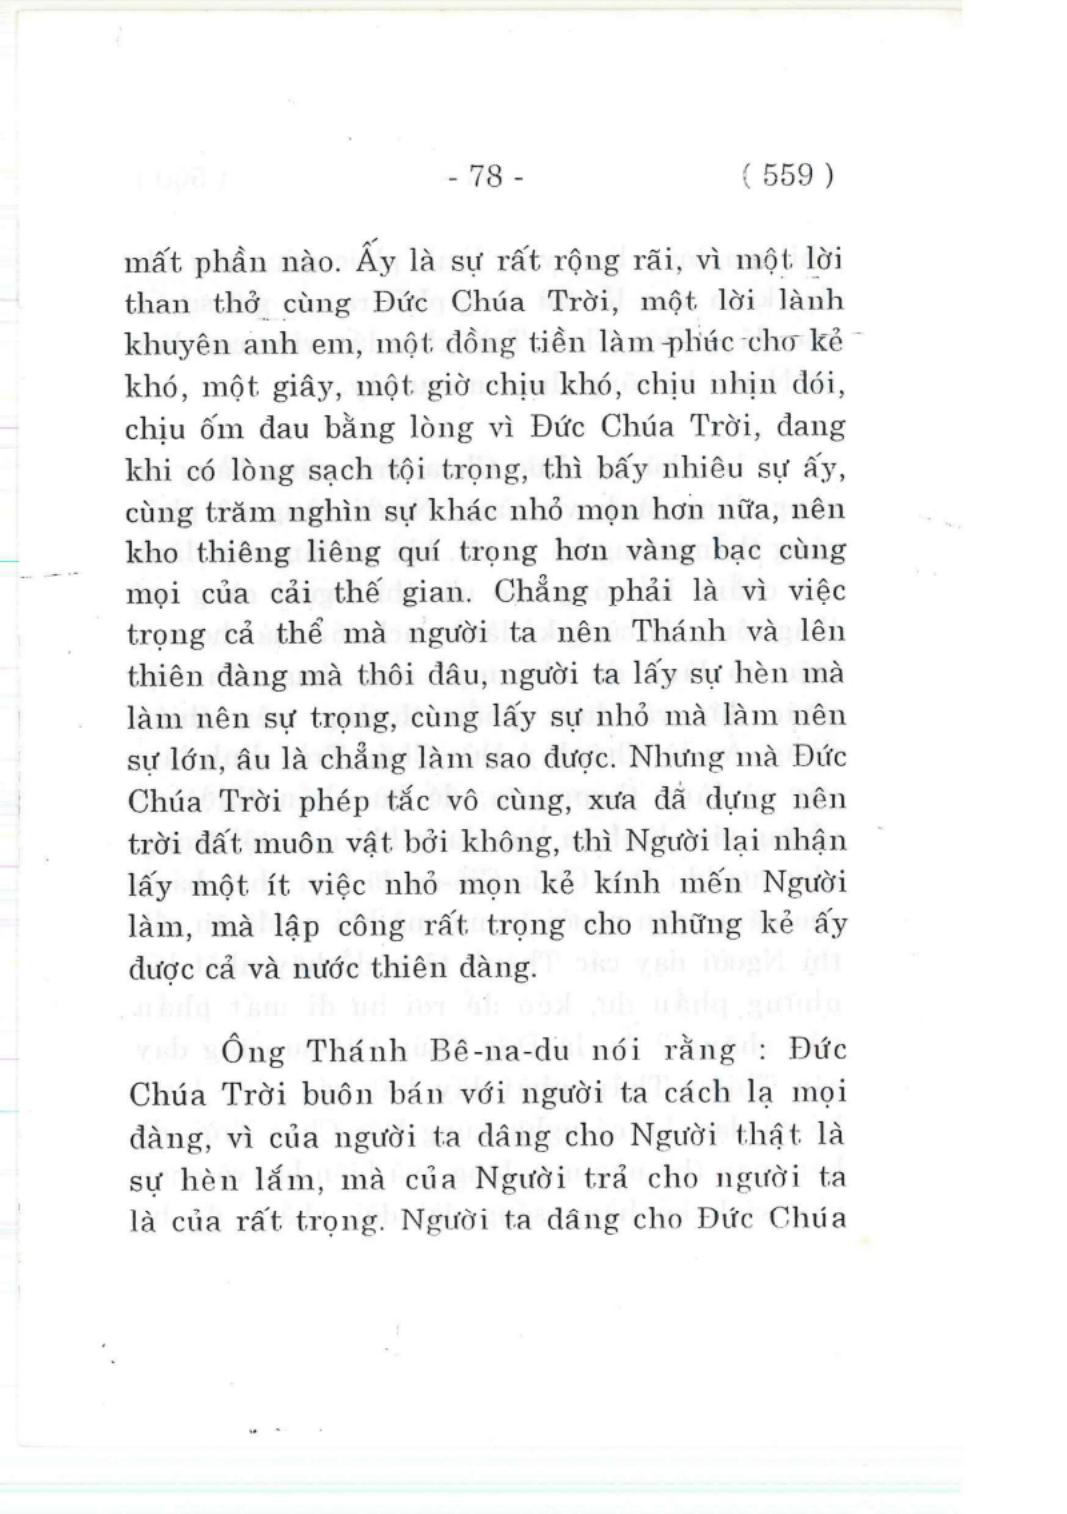 - 78 - ( 559 )
mất phần nào. Ấy là sự rất rộng rãi, vì một lời
than thở cùng Đức Chúa Trời, một lời lành
khuyên anh em, một đồng tiền làm phúc cho kẻ
khó, một giây, một giờ chịu khó, chịu nhịn đói,
chịu ốm đau bằng lòng vì Đức Chúa Trời, đang
khi có lòng sạch tội trọng, thì bấy nhiêu sự ấy,
cùng trăm nghìn sự khác nhỏ mọn hơn nữa, nên
kho thiêng liêng quí trọng hơn vàng bạc cùng
mọi của cải thế gian. Chẳng phải là vì việc
trọng cả thể mà người ta nên Thánh và lên
thiên đàng mà thôi đâu, người ta lấy sự hèn mà
làm nên sự trọng, cùng lấy sự nhỏ mà làm nên
sự lớn, âu là chẳng làm sao được. Nhưng mà Đức
Chúa Trời phép tắc vô cùng, xưa đã dựng nên
trời đất muôn vật bởi không, thì Người lại nhận
lấy một ít việc nhỏ mọn kẻ kính mến Người
làm, mà lập công rất trọng cho những kẻ ấy
được cả và nước thiên đàng.
Ông Thánh Bê-na-du nói rằng : Đức
Chúa Trời buôn bán với người ta cách lạ mọi
đàng, vì của người ta dâng cho Người thật là
sự hèn lắm, mà của Người trả cho người ta
là của rất trọng. Người ta dâng cho Đức Chúa